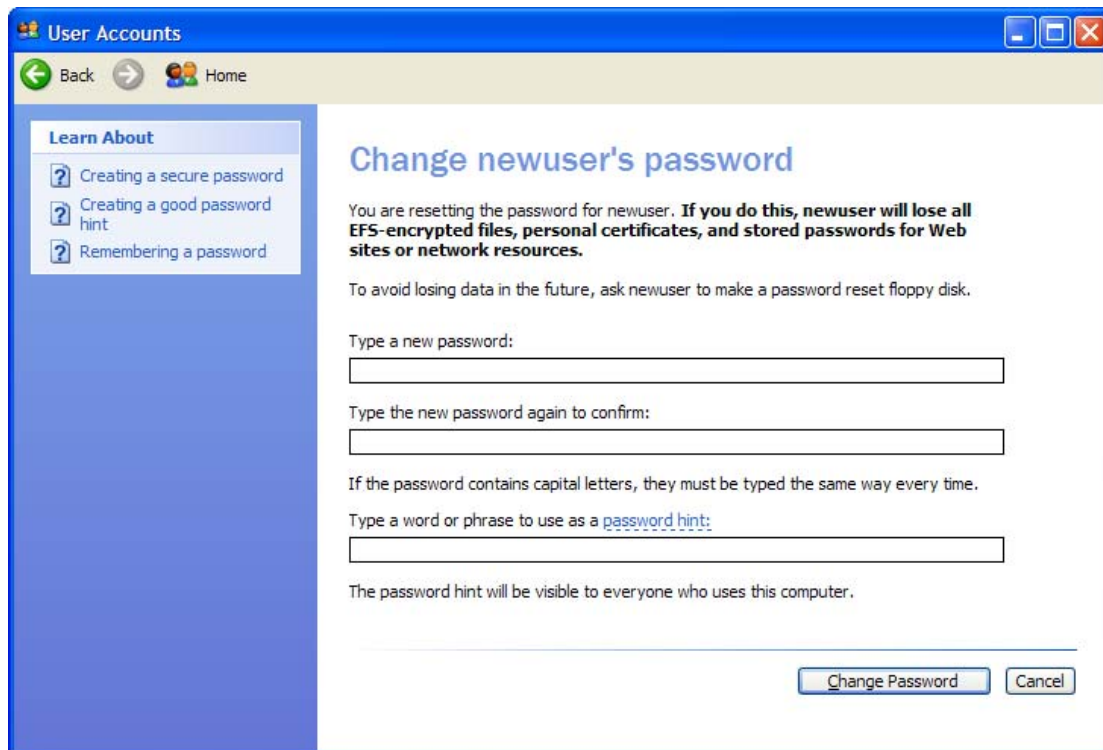 User Accounts
Back
Home
Learn About
Creating a secure password
Creating a good password
hint
Remembering a password
Change newuser's password
You are resetting the password for newuser. If you do this, newuser will lose all
EFS-encrypted files, personal certificates, and stored passwords for Web
sites or network resources.
To avoid losing data in the future, ask newuser to make a password reset floppy disk.
Type a new password:
Type the new password again to confirm:
If the password contains capital letters, they must be typed the same way every time.
Type a word or phrase to use as a password hint:
The password hint will be visible to everyone who uses this computer.
Change Password
Cancel